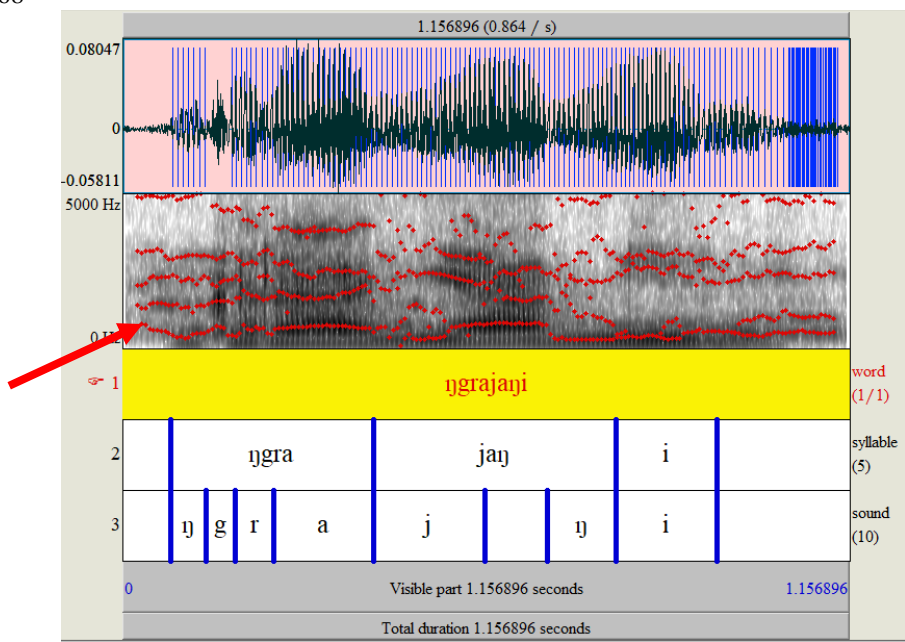 1.156896 (0.864 / s)
0.08047
0
-0.05811
5000 Hz
0 Hz
☞ 1 ŋgrajaŋi word (1/1)
2 ŋgra jaŋ i syllable (5)
3 ŋ g r a j ŋ i sound (10)
0 Visible part 1.156896 seconds 1.156896
Total duration 1.156896 seconds